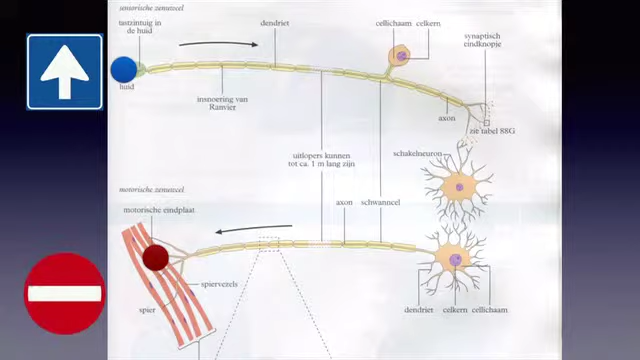 sensorische zenuwcel
tastzintuig in
de huid
dendriet
cellichaam
celkern
synaptisch
eindknopje
huid
insnoering van
Ranvier
axon
zie tabel 88G
uitlopers kunnen
tot ca. 1 m lang zijn
schakelneuron
motorische zenuwcel
motorische eindplaat
axon
schwanncel
spiervezels
spier
dendriet
celkern
cellichaam